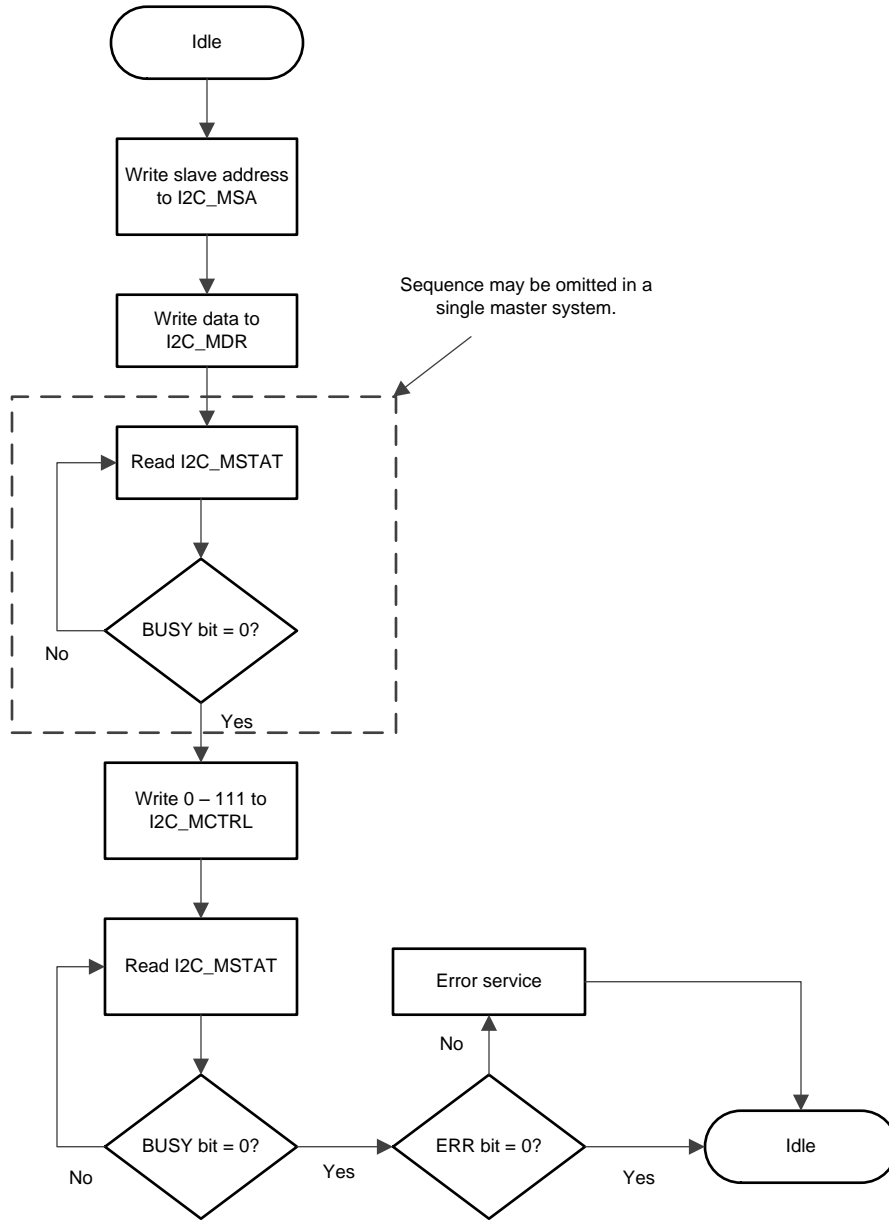 Idle
Write slave address
to I2C_MSA
Sequence may be omitted in a
single master system.
Write data to
I2C_MDR
Read I2C_MSTAT
BUSY bit = 0?
No
Yes
Write 0 – 111 to
I2C_MCTRL
Read I2C_MSTAT
Error service
No
BUSY bit = 0?
ERR bit = 0?
Idle
No
Yes
Yes